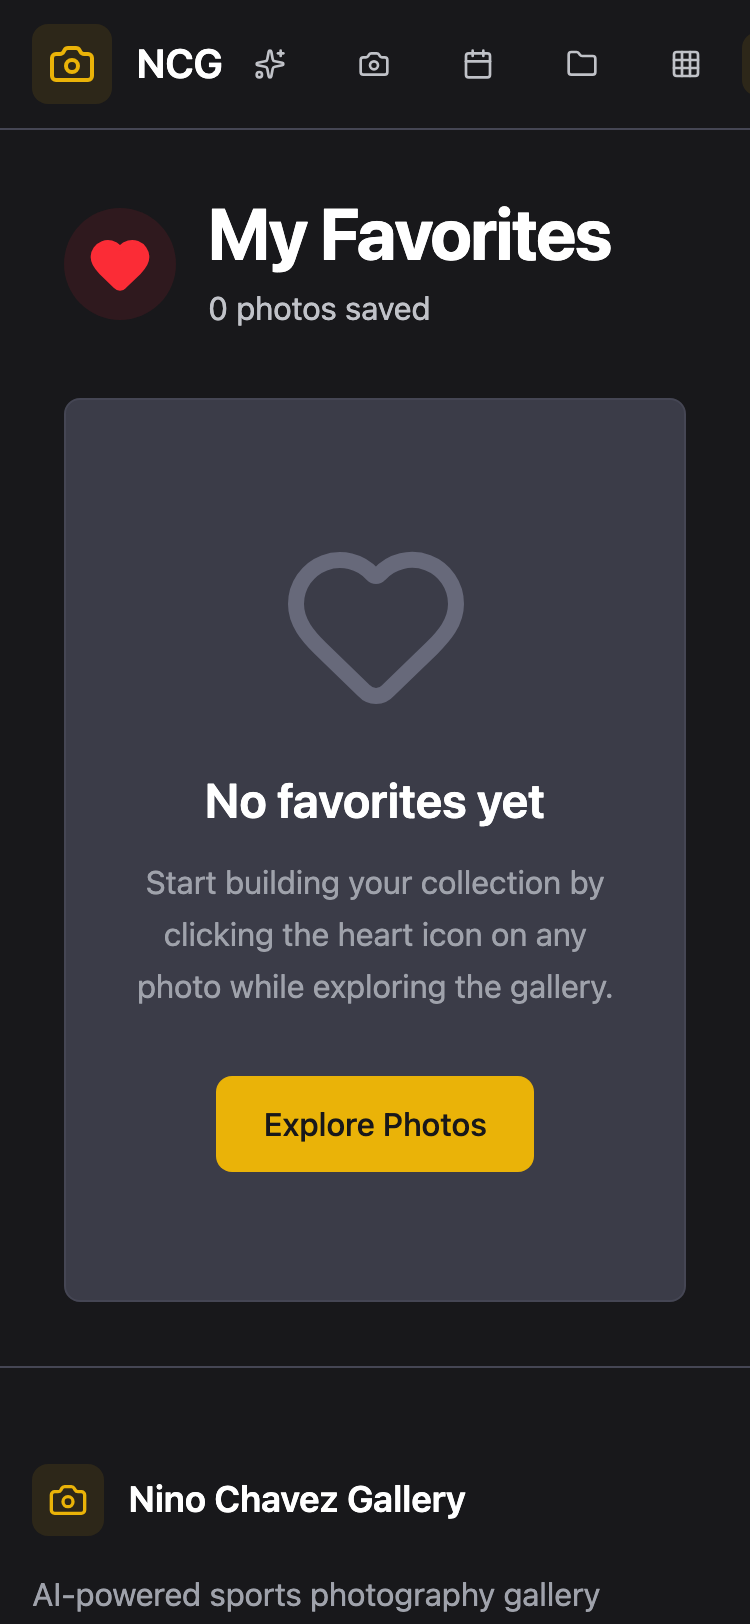 NCG
My Favorites
0 photos saved
No favorites yet
Start building your collection by
clicking the heart icon on any
photo while exploring the gallery.
Explore Photos
Nino Chavez Gallery
AI-powered sports photography gallery